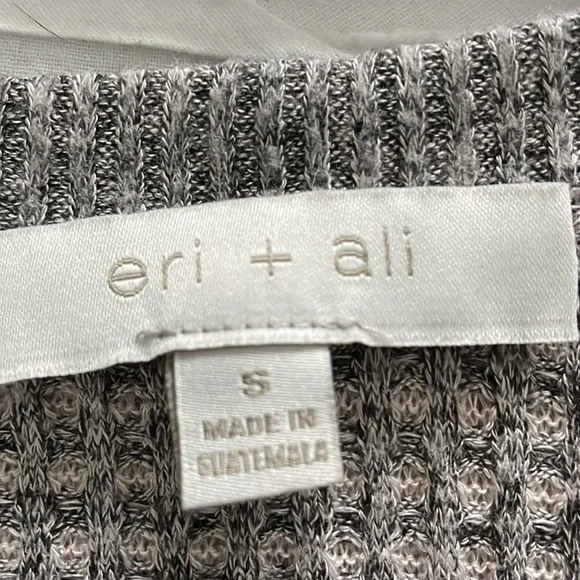 eri + ali
S
MADE IN
GUATEMALA